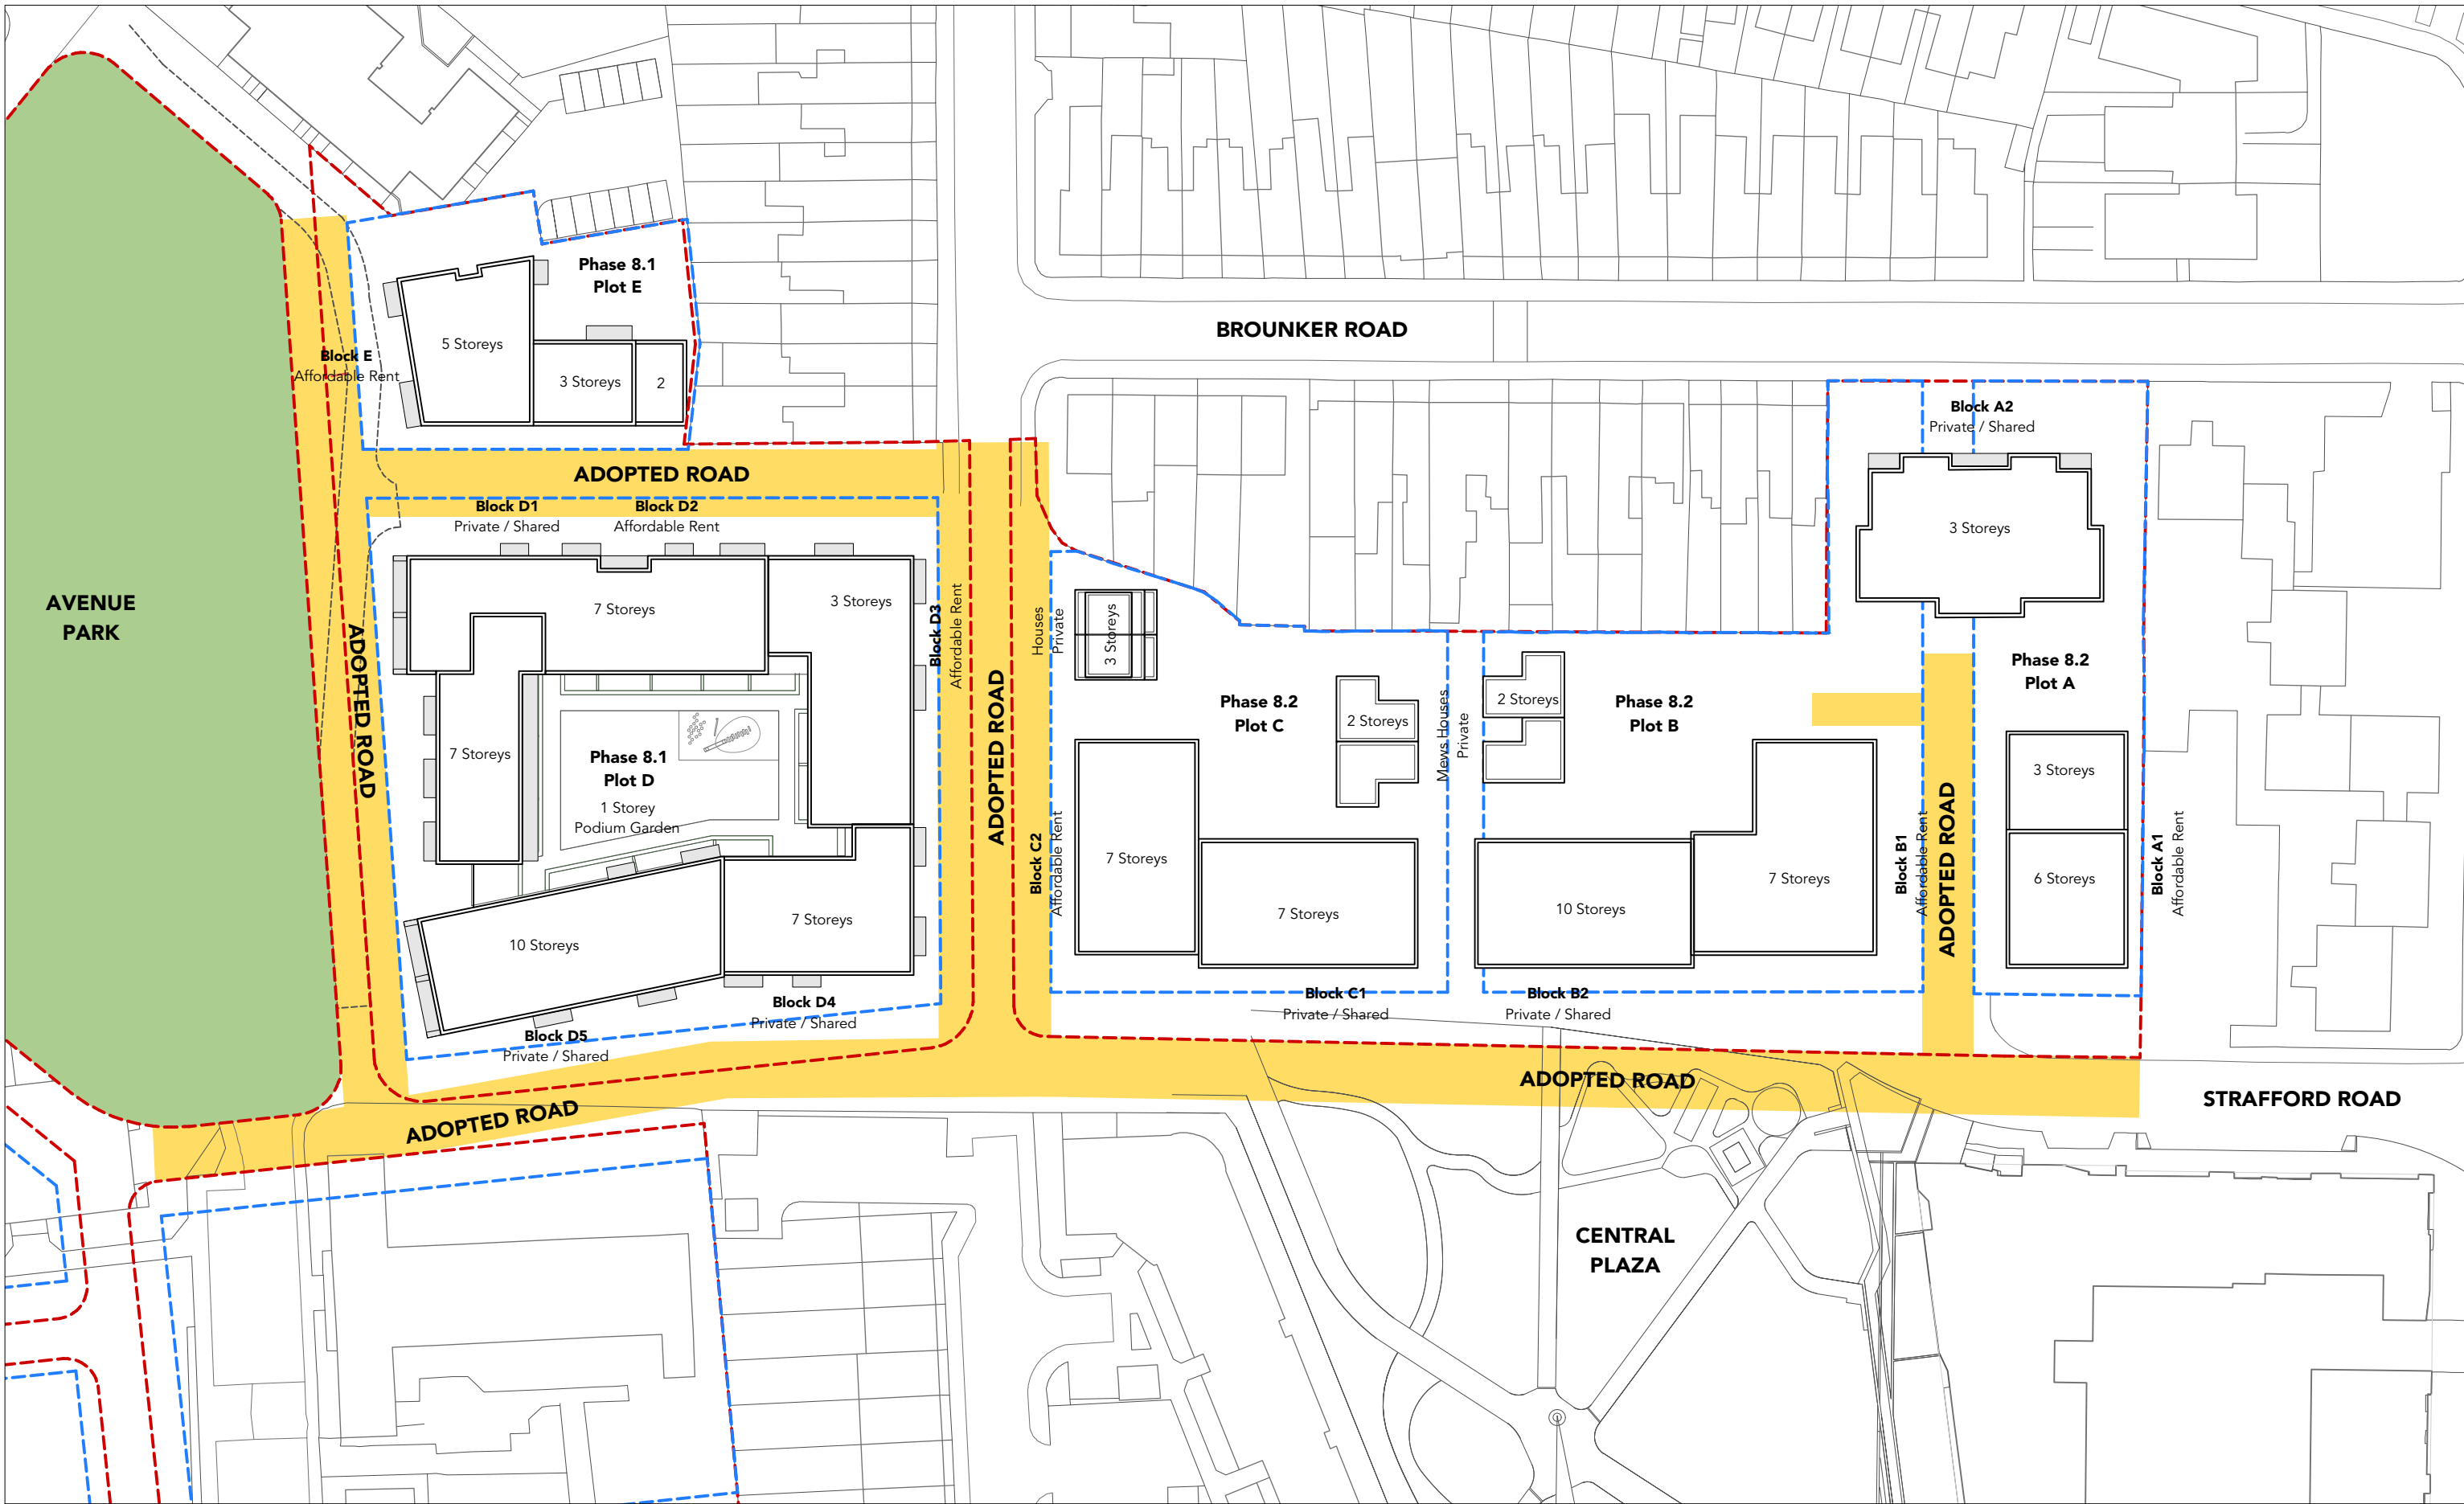 Phase 8.1
Plot E
5 Storeys
Block E
Affordable Rent
3 Storeys
2
BROUNKER ROAD
Block A2
Private / Shared
3 Storeys
ADOPTED ROAD
Block D1
Private / Shared
Block D2
Affordable Rent
7 Storeys
3 Storeys
Block D3
Affordable Rent
AVENUE
PARK
ADOPTED ROAD
7 Storeys
Phase 8.1
Plot D
1 Storey
Podium Garden
10 Storeys
7 Storeys
Block D4
Private / Shared
Block D5
Private / Shared
ADOPTED ROAD
Houses
Private
3 Storeys
Phase 8.2
Plot C
2 Storeys
Mews Houses
Private
2 Storeys
Phase 8.2
Plot B
Phase 8.2
Plot A
Block C2
Affordable Rent
7 Storeys
7 Storeys
10 Storeys
7 Storeys
Block B1
Affordable Rent
ADOPTED ROAD
3 Storeys
6 Storeys
Block A1
Affordable Rent
Block C1
Private / Shared
Block B2
Private / Shared
ADOPTED ROAD
ADOPTED ROAD
STRAFFORD ROAD
CENTRAL
PLAZA